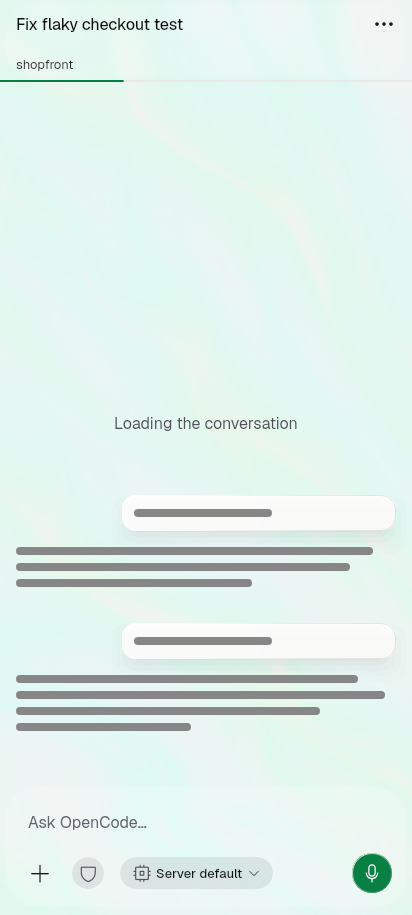 Fix flaky checkout test
shopfront
Loading the conversation
Ask OpenCode...
Server default